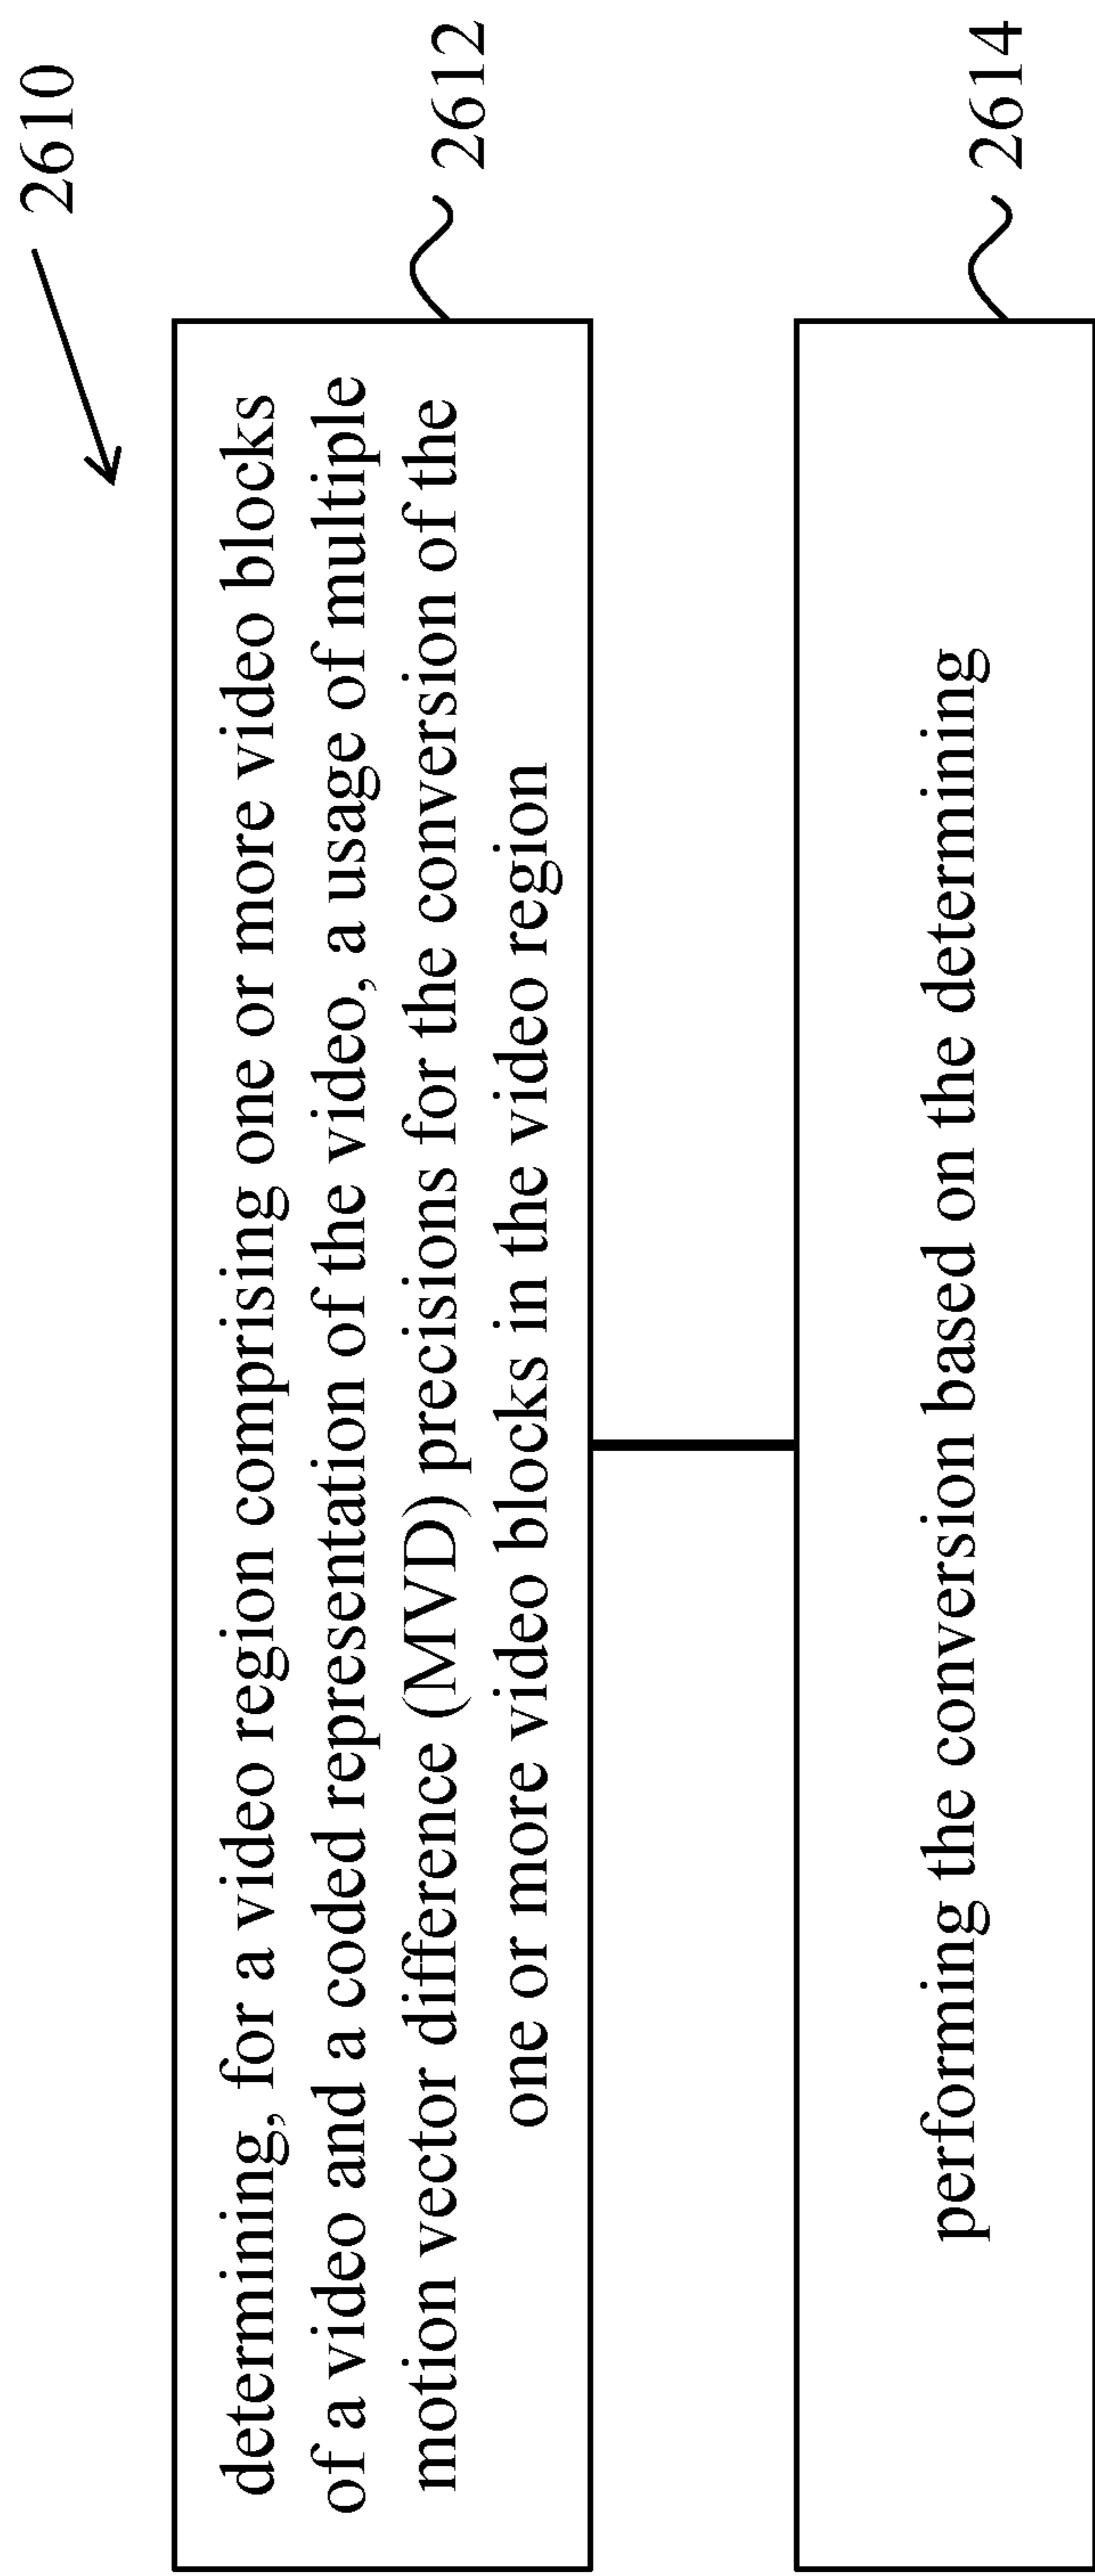 2610
determining, for a video region comprising one or more video blocks
of a video and a coded representation of the video, a usage of multiple
motion vector difference (MVD) precisions for the conversion of the
one or more video blocks in the video region
2612
performing the conversion based on the determining
2614